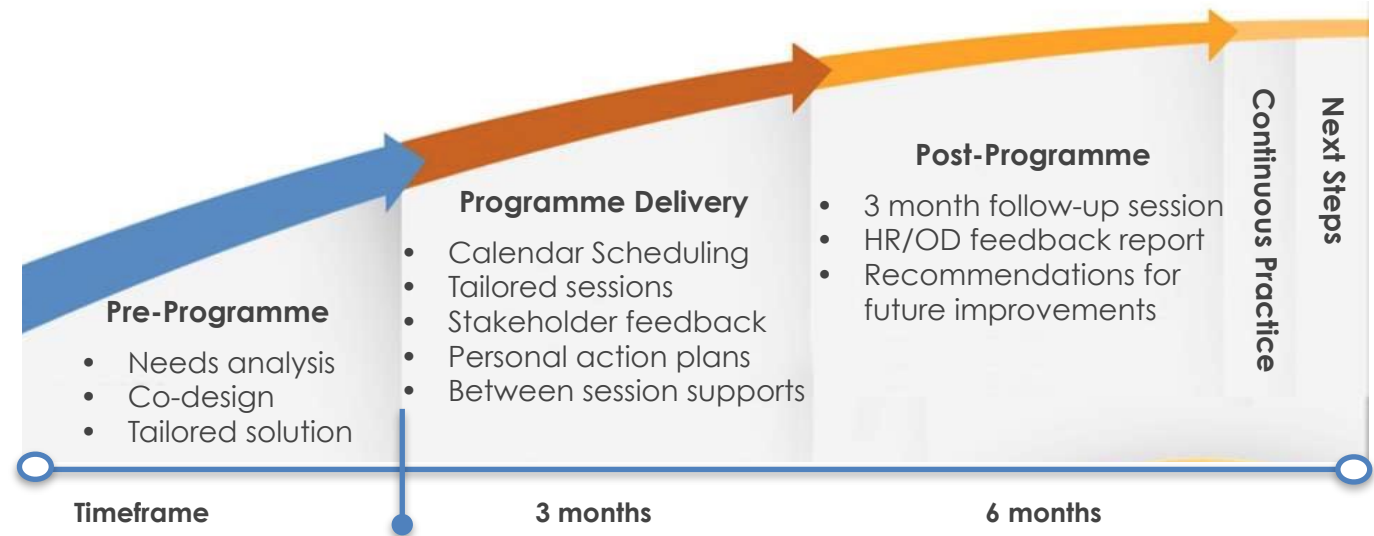 Pre-Programme
• Needs analysis
• Co-design
• Tailored solution
Programme Delivery
• Calendar Scheduling
• Tailored sessions
• Stakeholder feedback
• Personal action plans
• Between session supports
Post-Programme
• 3 month follow-up session
• HR/OD feedback report
• Recommendations for
future improvements
Continuous Practice
Next Steps
Timeframe
3 months
6 months